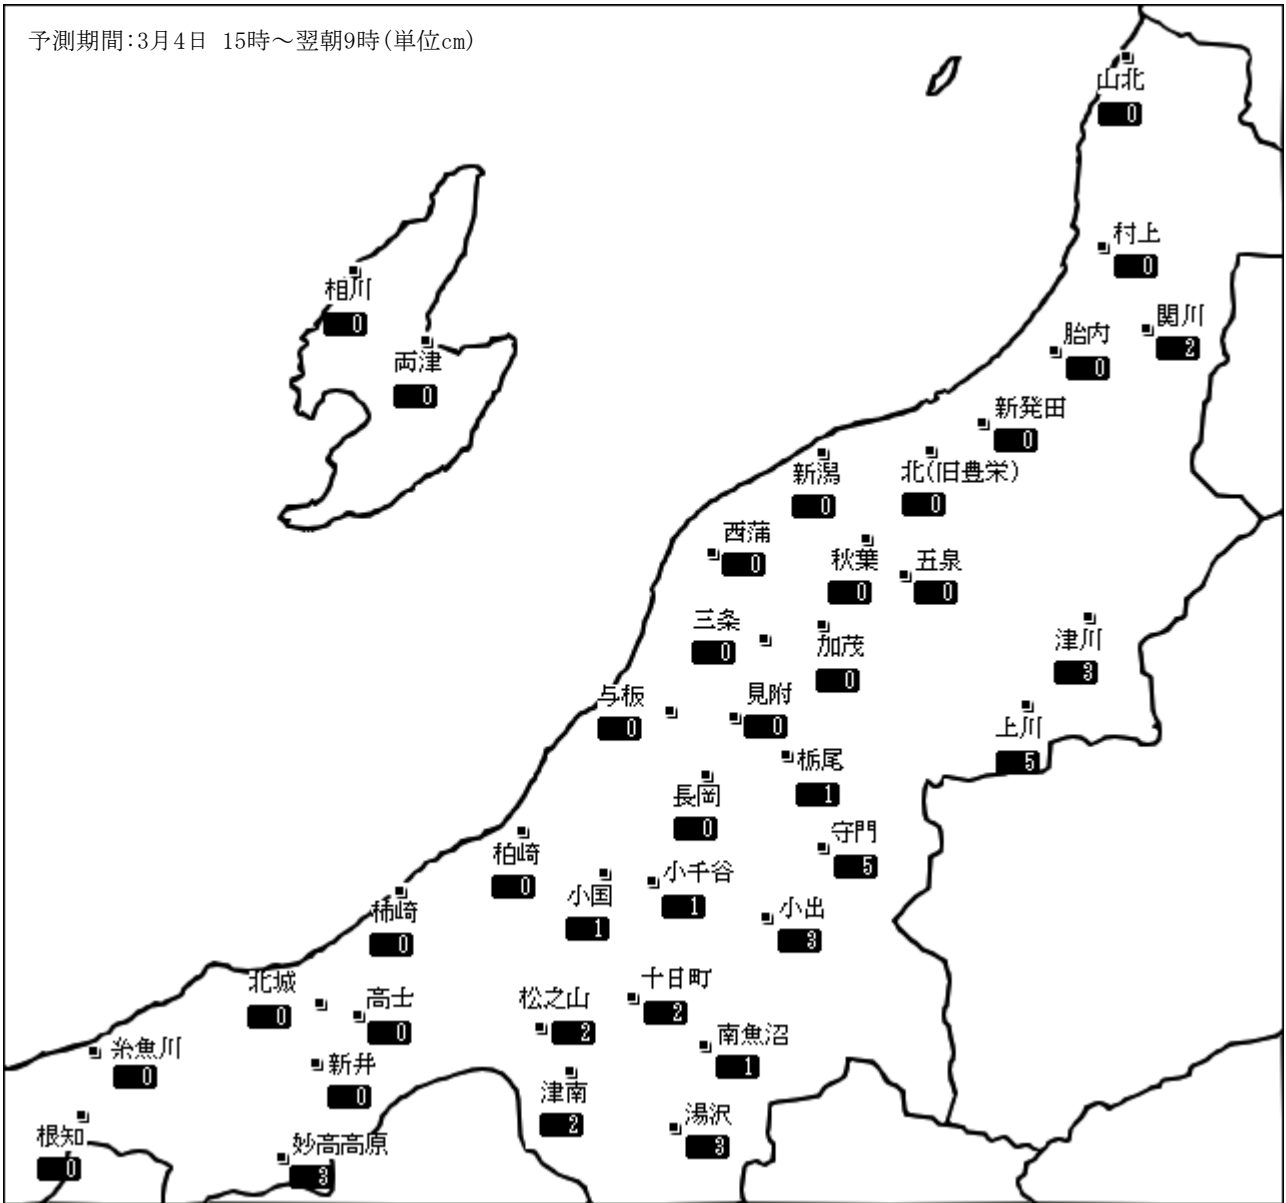 予測期間:3月4日 15時～翌朝9時(単位cm)
山北
0
村上
0
相川
0
関川
2
胎内
0
両津
0
新発田
0
新潟
0
北(旧豊栄)
0
西蒲
0
秋葉
0
五泉
0
三条
0
加茂
0
津川
3
与板
0
見附
0
上川
5
栃尾
1
長岡
0
守門
5
柏崎
0
小国
1
小千谷
1
小出
3
柿崎
0
北城
0
高士
0
松之山
2
十日町
2
南魚沼
1
糸魚川
0
新井
0
津南
2
湯沢
3
根知
0
妙高高原
3